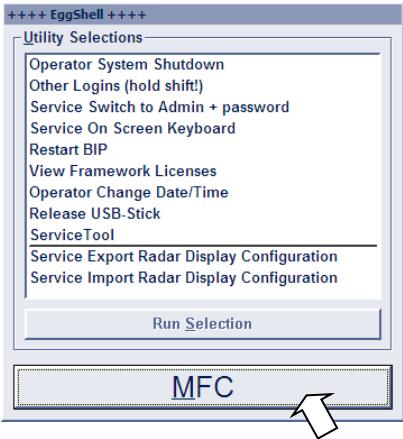 ++++ EggShell ++++
Utility Selections
Operator System Shutdown
Other Logins (hold shift!)
Service Switch to Admin + password
Service On Screen Keyboard
Restart BIP
View Framework Licenses
Operator Change Date/Time
Release USB-Stick
ServiceTool
Service Export Radar Display Configuration
Service Import Radar Display Configuration
Run Selection
MFC